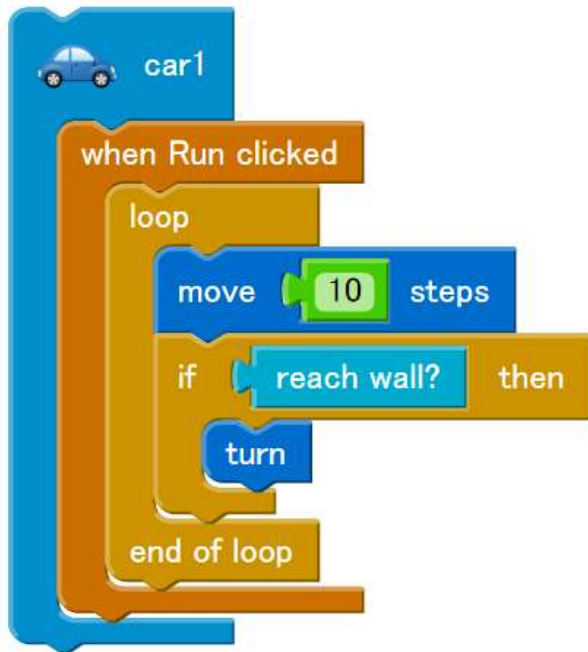 car1
when Run clicked
loop
move 10 steps
if reach wall? then
turn
end of loop